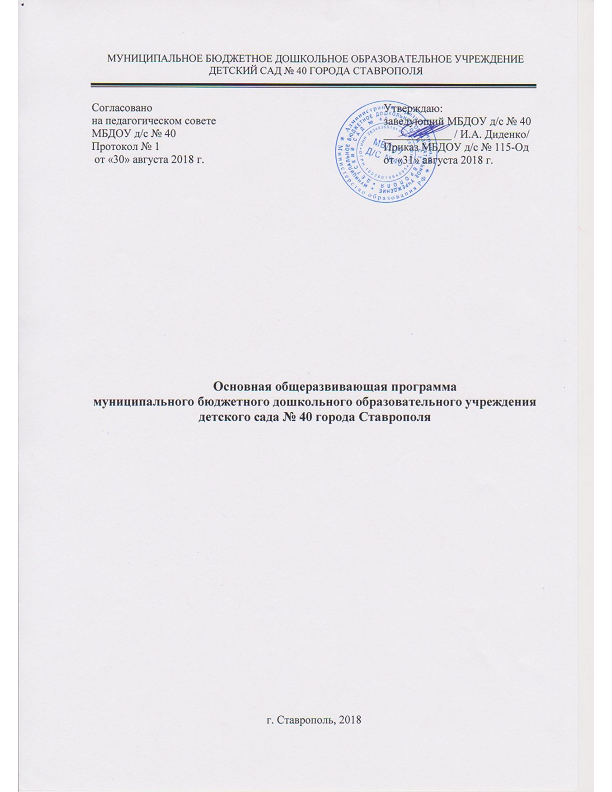 МУНИЦИПАЛЬНОЕ БЮДЖЕТНОЕ ДОШКОЛЬНОЕ ОБРАЗОВАТЕЛЬНОЕ УЧРЕЖДЕНИЕ
ДЕТСКИЙ САД № 40 ГОРОДА СТАВРОПОЛЯ
Согласовано
на педагогическом совете
МБДОУ д/с № 40
Протокол № 1
от «30» августа 2018 г.
Утверждаю:
заведующий МБДОУ д/с № 40
/ И.А. Диденко/
Приказ МБДОУ д/с № 115-Од
от «31» августа 2018 г.
МБДОУ
Д/С
Основная общеразвивающая программа
муниципального бюджетного дошкольного образовательного учреждения
детского сада № 40 города Ставрополя
г. Ставрополь, 2018